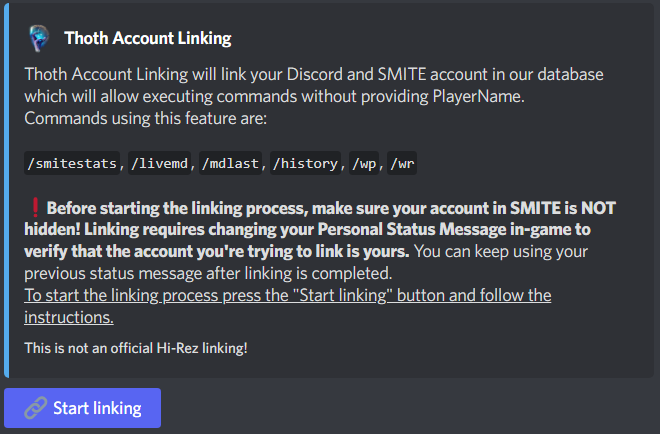 Thoth Account Linking
Thoth Account Linking will link your Discord and SMITE account in our database
which will allow executing commands without providing PlayerName.
Commands using this feature are:
/smitestats, /livemd, /mdlast, /history, /wp, /wr
❗Before starting the linking process, make sure your account in SMITE is NOT
hidden! Linking requires changing your Personal Status Message in-game to
verify that the account you're trying to link is yours. You can keep using your
previous status message after linking is completed.
To start the linking process press the "Start linking" button and follow the
instructions.
This is not an official Hi-Rez linking!
Start linking